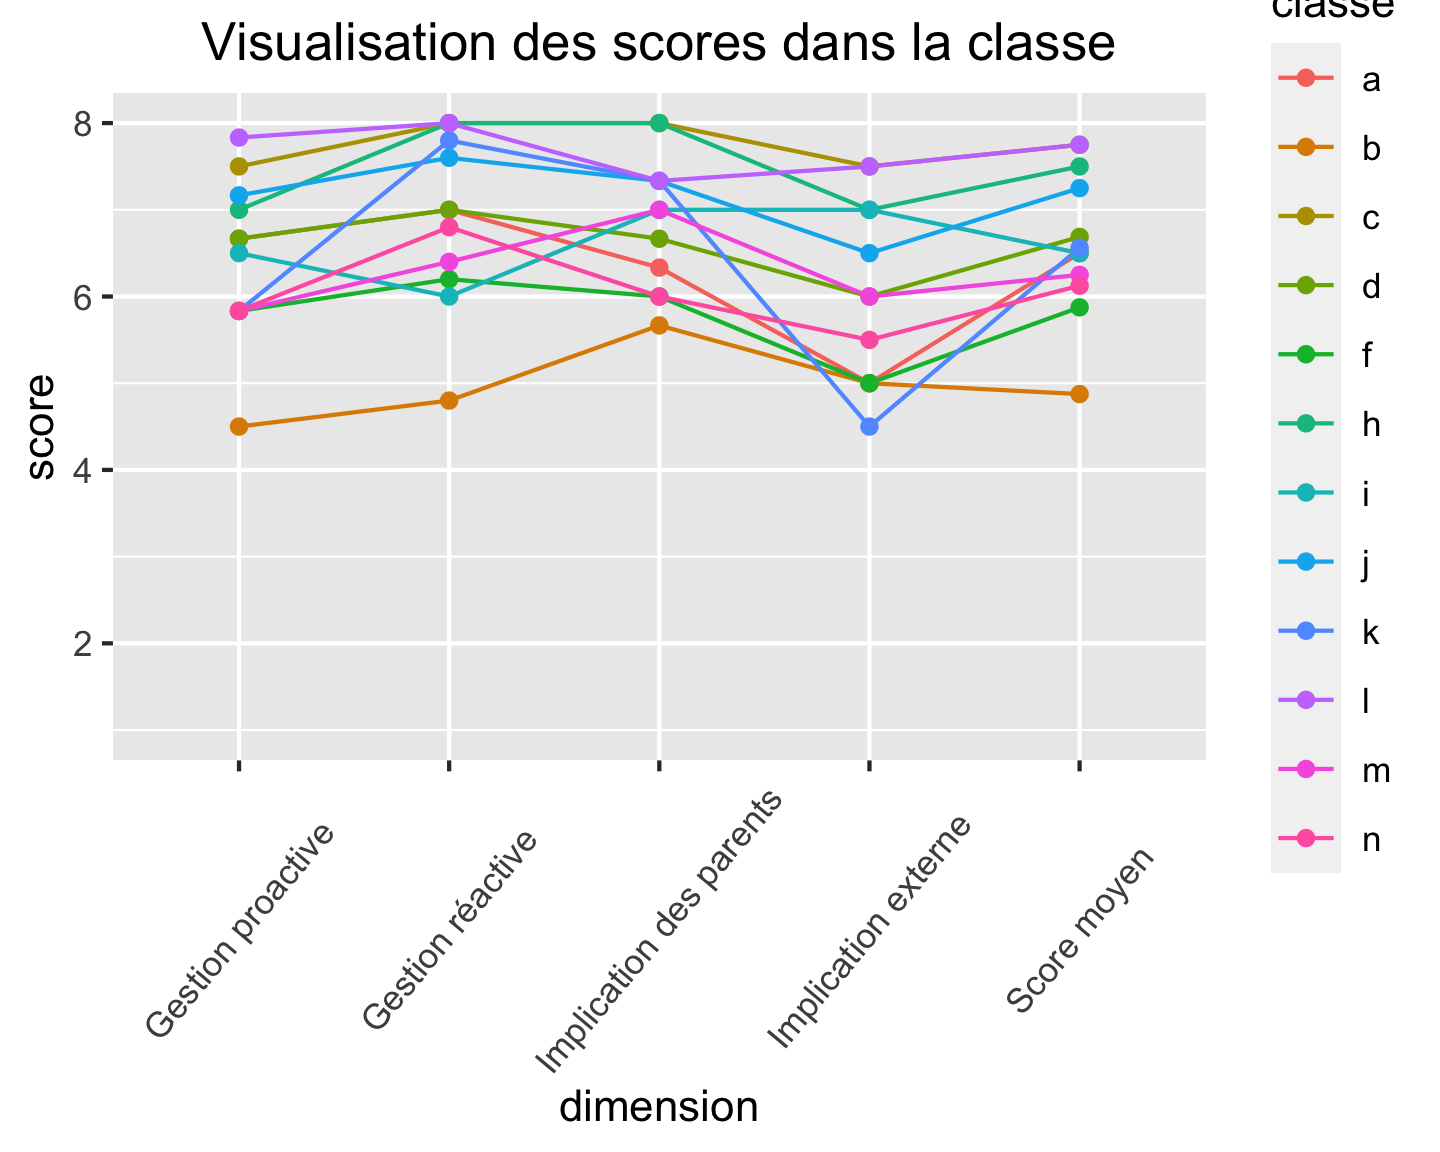 Visualisation des scores dans la classe
score
8
6
4
2
Gestion proactive
Gestion réactive
Implication des parents
Implication externe
Score moyen
dimension
classe
a
b
c
d
f
h
i
j
k
l
m
n